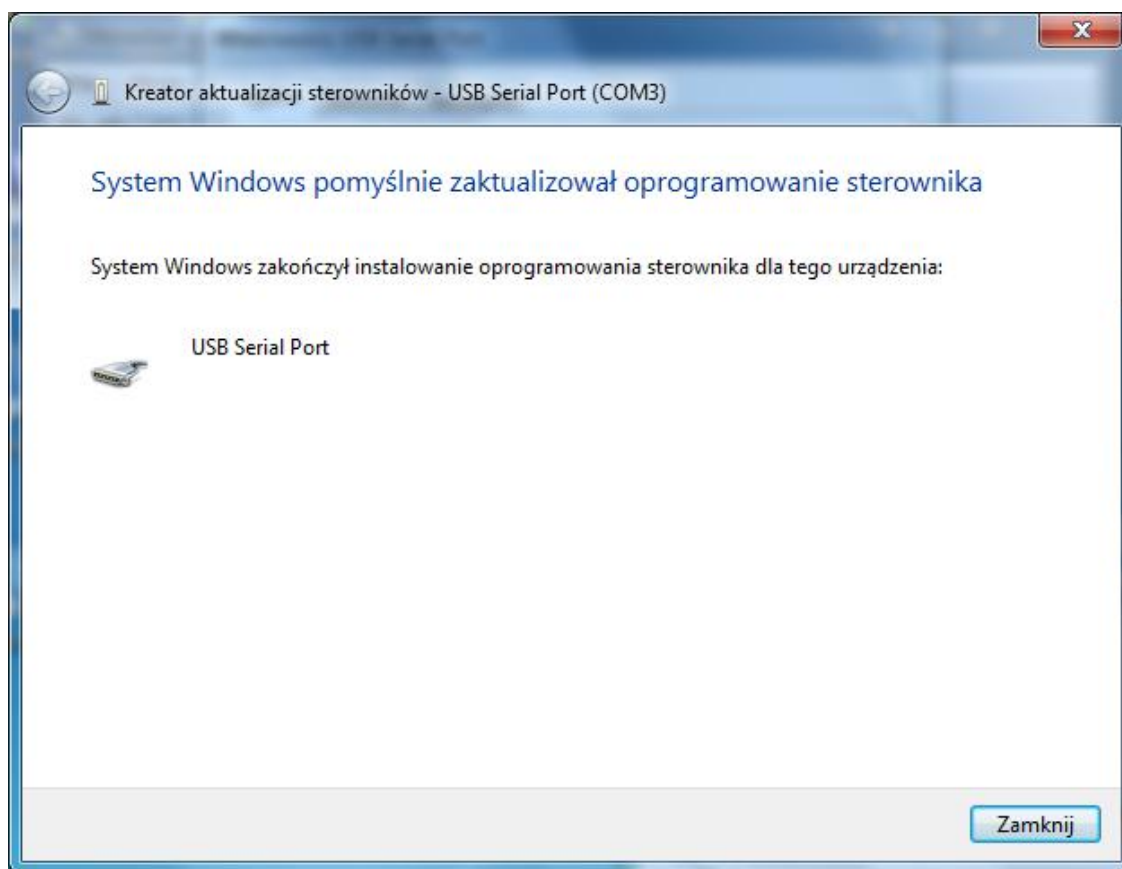 Kreator aktualizacji sterowników - USB Serial Port (COM3)
System Windows pomyślnie zaktualizował oprogramowanie sterownika
System Windows zakończył instalowanie oprogramowania sterownika dla tego urządzenia:
USB Serial Port
Zamknij